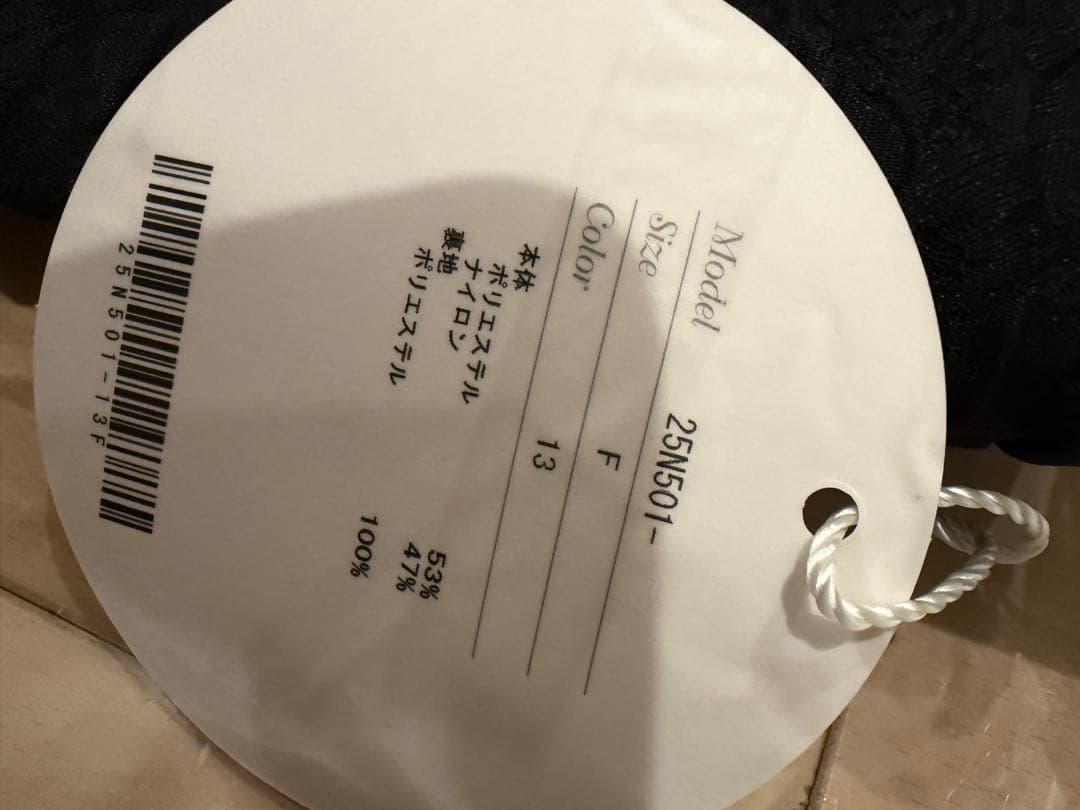 Model 25N501-
Size F
Color 13
本体
ポリエステル 53%
ナイロン 47%
裏地
ポリエステル 100%
25N501-13F